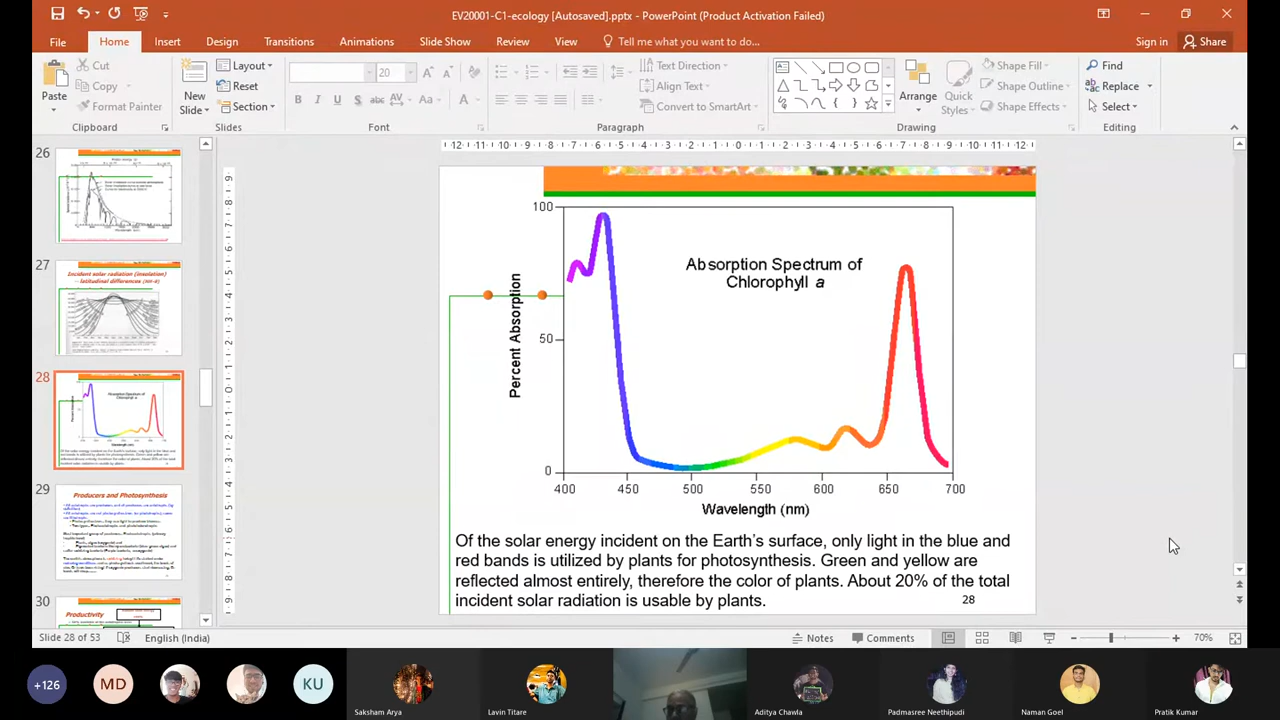 EV20001-C1-ecology [Autosaved].pptx - PowerPoint (Product Activation Failed)
File Home Insert Design Transitions Animations Slide Show Review View Tell me what you want to do... Sign in Share
Paste
Cut
Copy
Format Painter
Clipboard
New Slide
Layout
Reset
Section
Slides
20
Font
Text Direction
Align Text
Convert to SmartArt
Paragraph
Arrange
Quick Styles
Shape Fill
Shape Outline
Shape Effects
Drawing
Find
Replace
Select
Editing
26
27
Incident solar radiation (insolation)
– latitudinal differences
28
29
Producers and Photosynthesis
30
Productivity
Absorption Spectrum of
Chlorophyll a
Percent Absorption
100
50
0
400 450 500 550 600 650 700
Wavelength (nm)
Of the solar energy incident on the Earth's surface, ony light in the blue and
red bands is utilized by plants for photosynthesis. Green and yellow are
reflected almost entirely, therefore the color of plants. About 20% of the total
incident solar radiation is usable by plants.
28
Slide 28 of 53 English (India) Notes Comments 70%
+126 MD KU
Saksham Arya Lavin Titare Aditya Chawla Padmasree Neethipudi Naman Goel Pratik Kumar